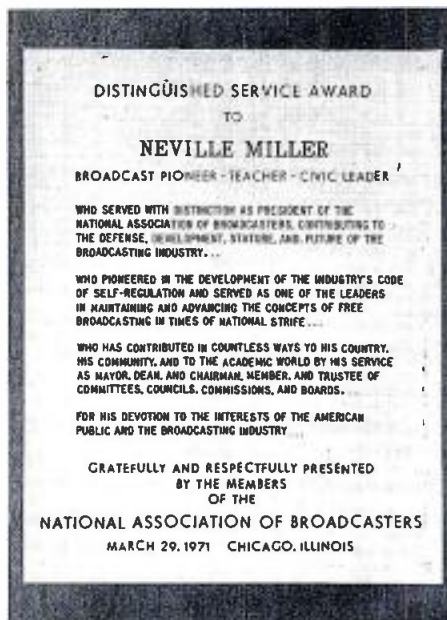 DISTINGUISHED SERVICE AWARD
TO
NEVILLE MILLER
BROADCAST PIONEER - TEACHER - CIVIC LEADER
WHO SERVED WITH DISTINCTION AS PRESIDENT OF THE
NATIONAL ASSOCIATION OF BROADCASTERS, CONTRIBUTING TO
THE DEFENSE, DEVELOPMENT, STATURE, AND FUTURE OF THE
BROADCASTING INDUSTRY...
WHO PIONEERED IN THE DEVELOPMENT OF THE INDUSTRY'S CODE
OF SELF-REGULATION AND SERVED AS ONE OF THE LEADERS
IN MAINTAINING AND ADVANCING THE CONCEPTS OF FREE
BROADCASTING IN TIMES OF NATIONAL STRIFE...
WHO HAS CONTRIBUTED IN COUNTLESS WAYS TO HIS COUNTRY,
HIS COMMUNITY, AND TO THE ACADEMIC WORLD BY HIS SERVICE
AS MAYOR, DEAN, AND CHAIRMAN, MEMBER, AND TRUSTEE OF
COMMITTEES, COUNCILS, COMMISSIONS, AND BOARDS...
FOR HIS DEVOTION TO THE INTERESTS OF THE AMERICAN
PUBLIC AND THE BROADCASTING INDUSTRY...
GRATEFULLY AND RESPECTFULLY PRESENTED
BY THE MEMBERS
OF THE
NATIONAL ASSOCIATION OF BROADCASTERS
MARCH 29, 1971 CHICAGO, ILLINOIS